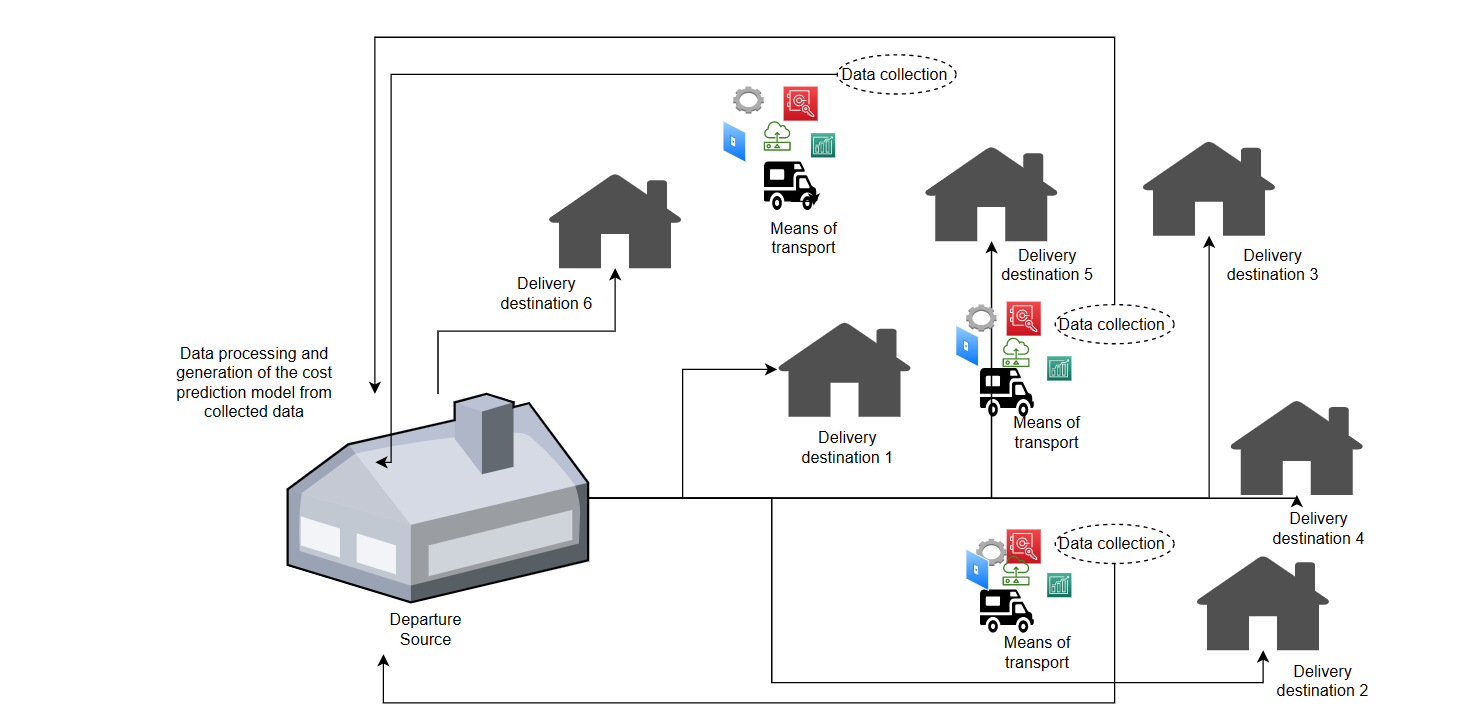 Data collection
Means of
transport
Delivery
destination 6
Delivery
destination 5
Delivery
destination 3
Data collection
Data processing and
generation of the cost
prediction model from
collected data
Means of
transport
Delivery
destination 1
Delivery
destination 4
Data collection
Departure
Source
Means of
transport
Delivery
destination 2